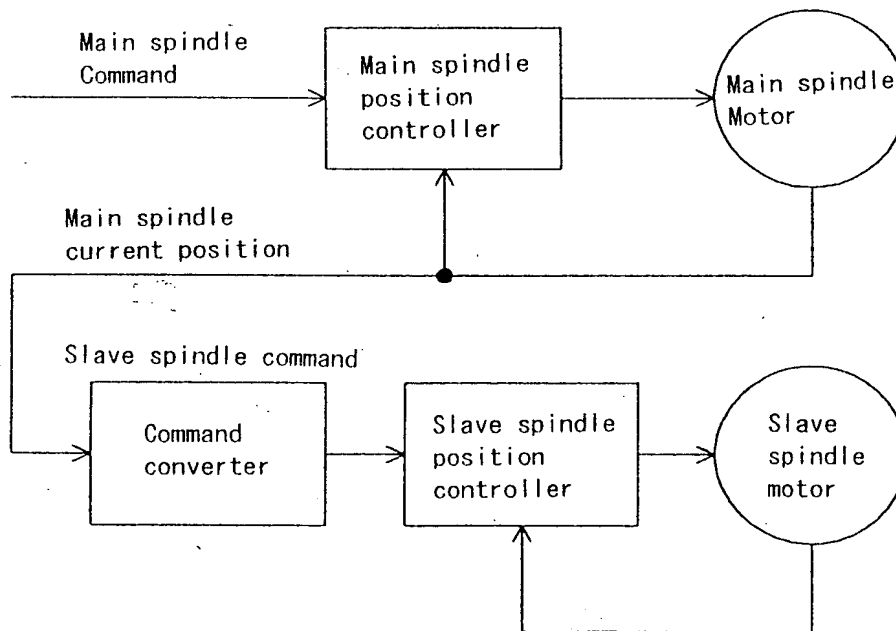 Main spindle
Command
Main spindle
position
controller
Main spindle
Motor
Main spindle
current position
Slave spindle command
Command
converter
Slave spindle
position
controller
Slave
spindle
motor